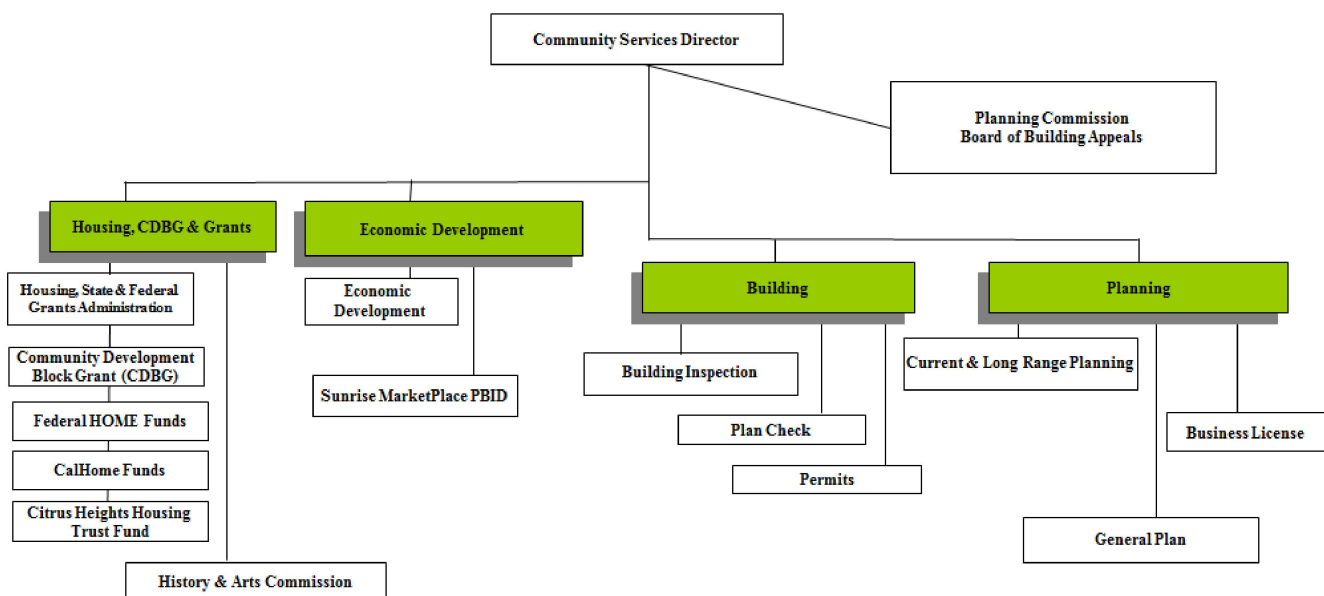 Community Services Director
Planning Commission
Board of Building Appeals
Housing, CDBG & Grants
Economic Development
Building
Planning
Housing, State & Federal
Grants Administration
Economic
Development
Building Inspection
Current & Long Range Planning
Community Development
Block Grant (CDBG)
Sunrise MarketPlace PBID
Federal HOME Funds
Plan Check
Business License
CalHome Funds
Permits
Citrus Heights Housing
Trust Fund
General Plan
History & Arts Commission